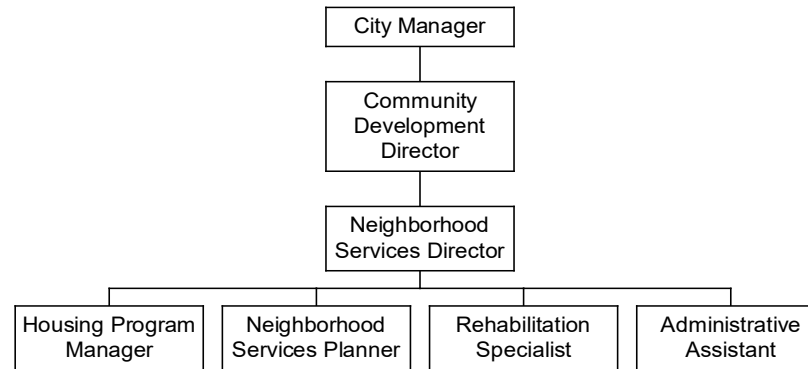 City Manager
Community
Development
Director
Neighborhood
Services Director
Housing Program
Manager
Neighborhood
Services Planner
Rehabilitation
Specialist
Administrative
Assistant